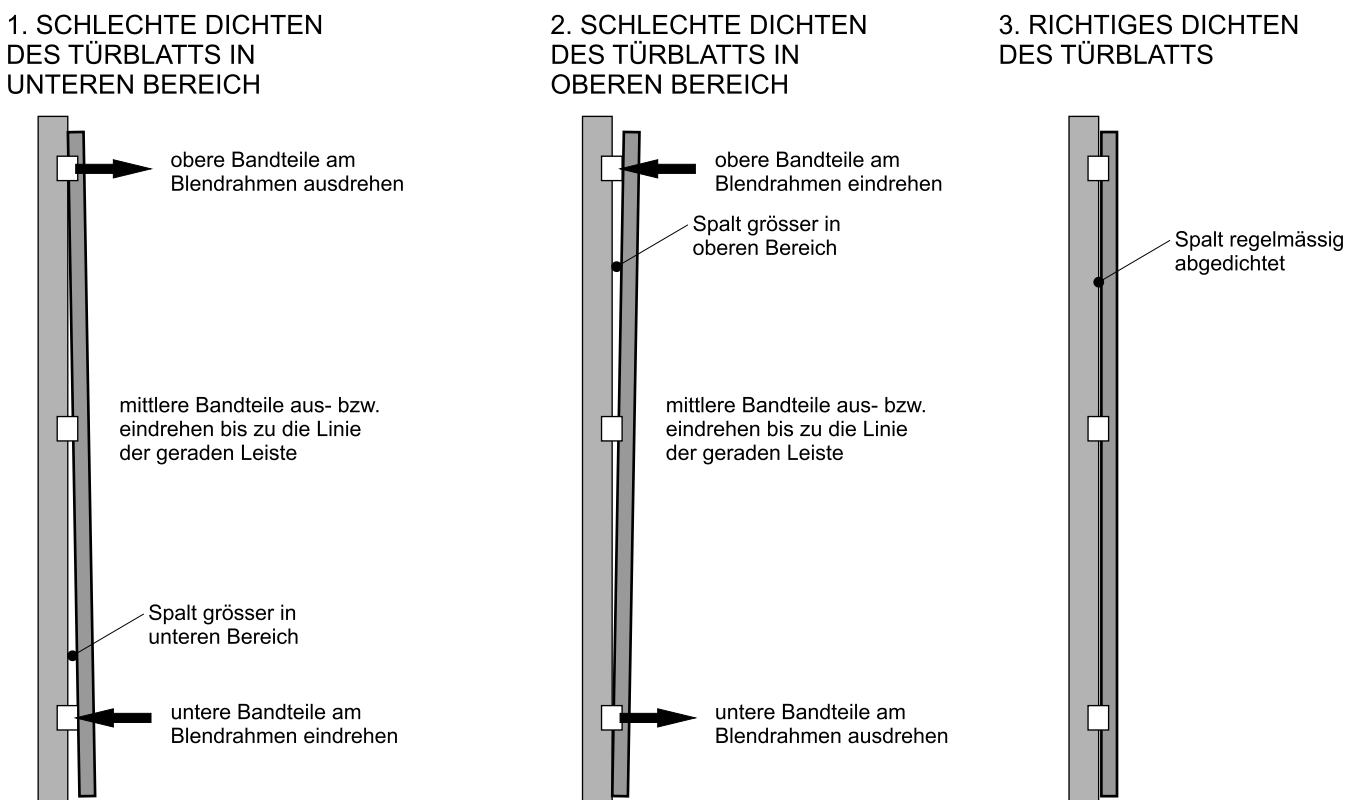 1. SCHLECHTE DICHTEN
DES TÜRBLATTS IN
UNTEREN BEREICH
obere Bandteile am
Blendrahmen ausdrehen
mittlere Bandteile aus- bzw.
eindrehen bis zu die Linie
der geraden Leiste
Spalt grösser in
unteren Bereich
untere Bandteile am
Blendrahmen eindrehen
2. SCHLECHTE DICHTEN
DES TÜRBLATTS IN
OBEREN BEREICH
obere Bandteile am
Blendrahmen eindrehen
Spalt grösser in
oberen Bereich
mittlere Bandteile aus- bzw.
eindrehen bis zu die Linie
der geraden Leiste
untere Bandteile am
Blendrahmen ausdrehen
3. RICHTIGES DICHTEN
DES TÜRBLATTS
Spalt regelmässig
abgedichtet